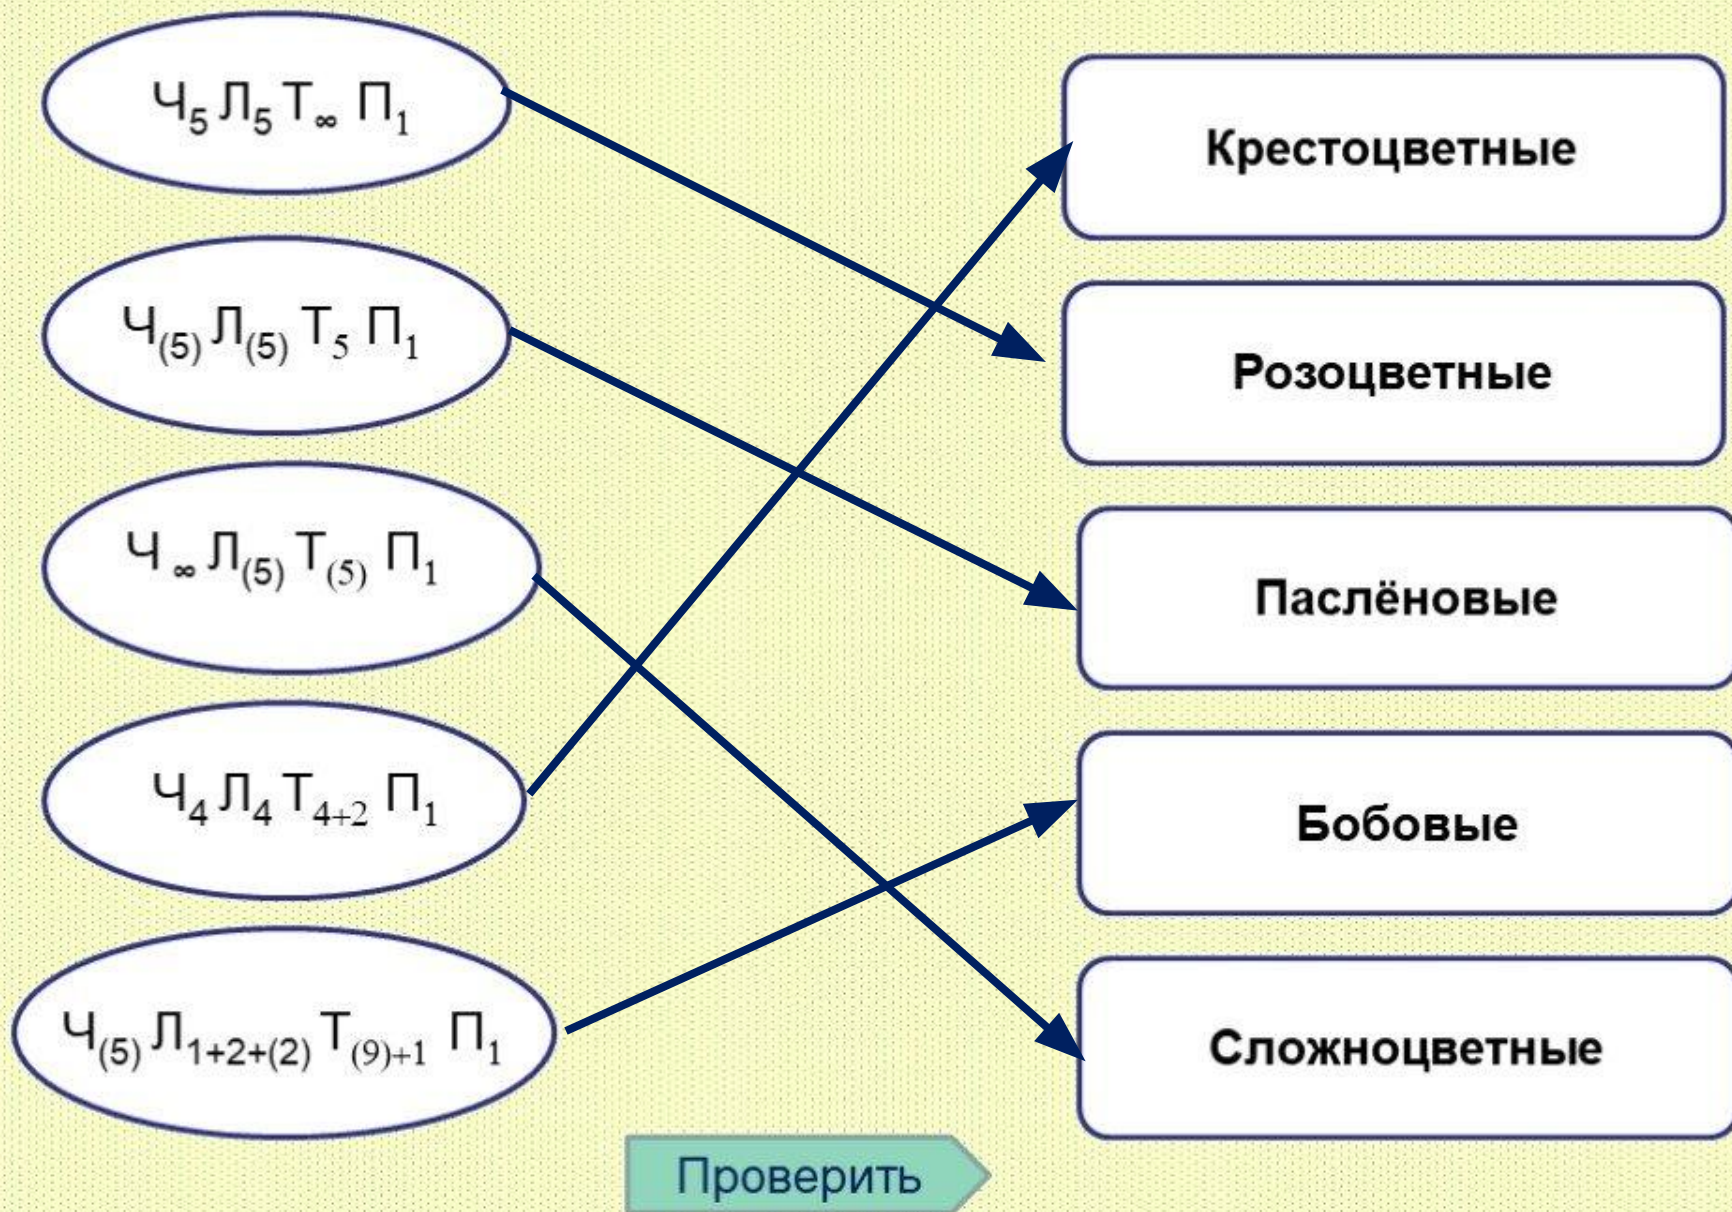 Ч₅ Л₅ Т∞ П₁
Крестоцветные
Ч₍₅₎ Л₍₅₎ Т₅ П₁
Розоцветные
Ч∞ Л₍₅₎ Т₍₅₎ П₁
Паслёновые
Ч₄ Л₄ Т₄₊₂ П₁
Бобовые
Ч₍₅₎ Л₁₊₂₊₍₂₎ Т₍₉₎₊₁ П₁
Сложноцветные
Проверить